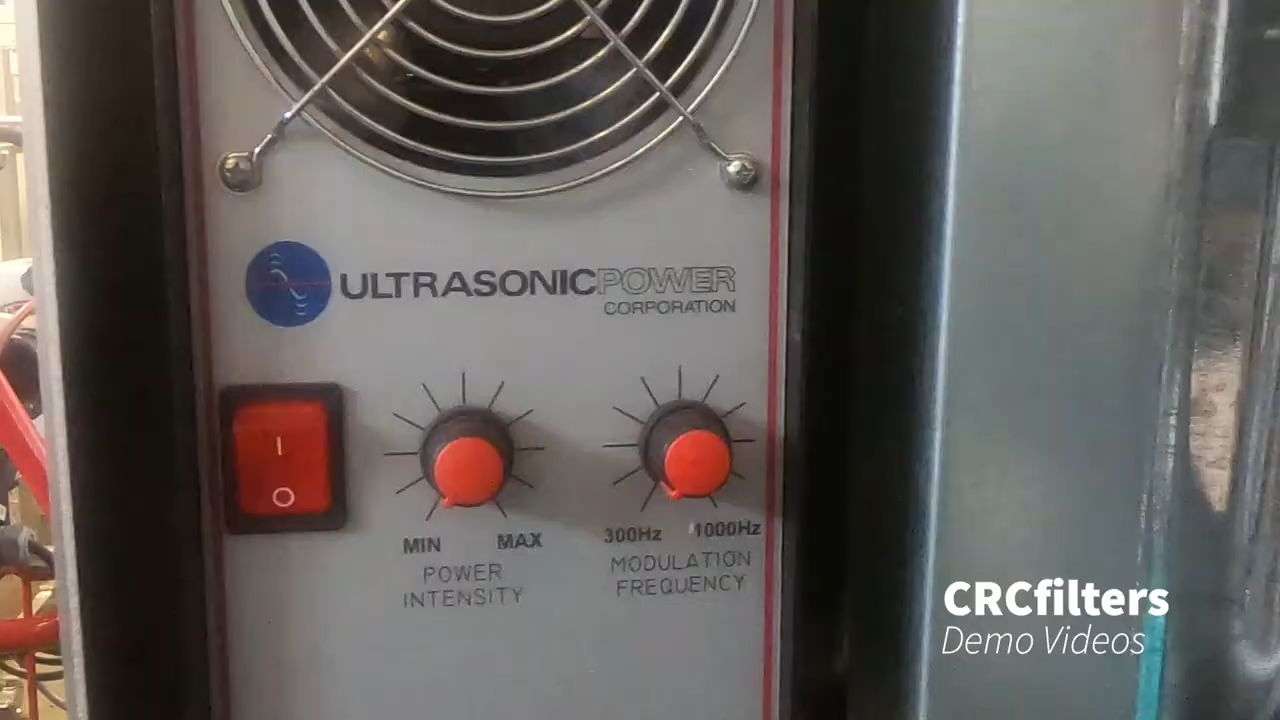 ULTRASONICPOWER
CORPORATION
I
O
MIN MAX
POWER
INTENSITY
300Hz 1000Hz
MODULATION
FREQUENCY
CRCfilters
Demo Videos